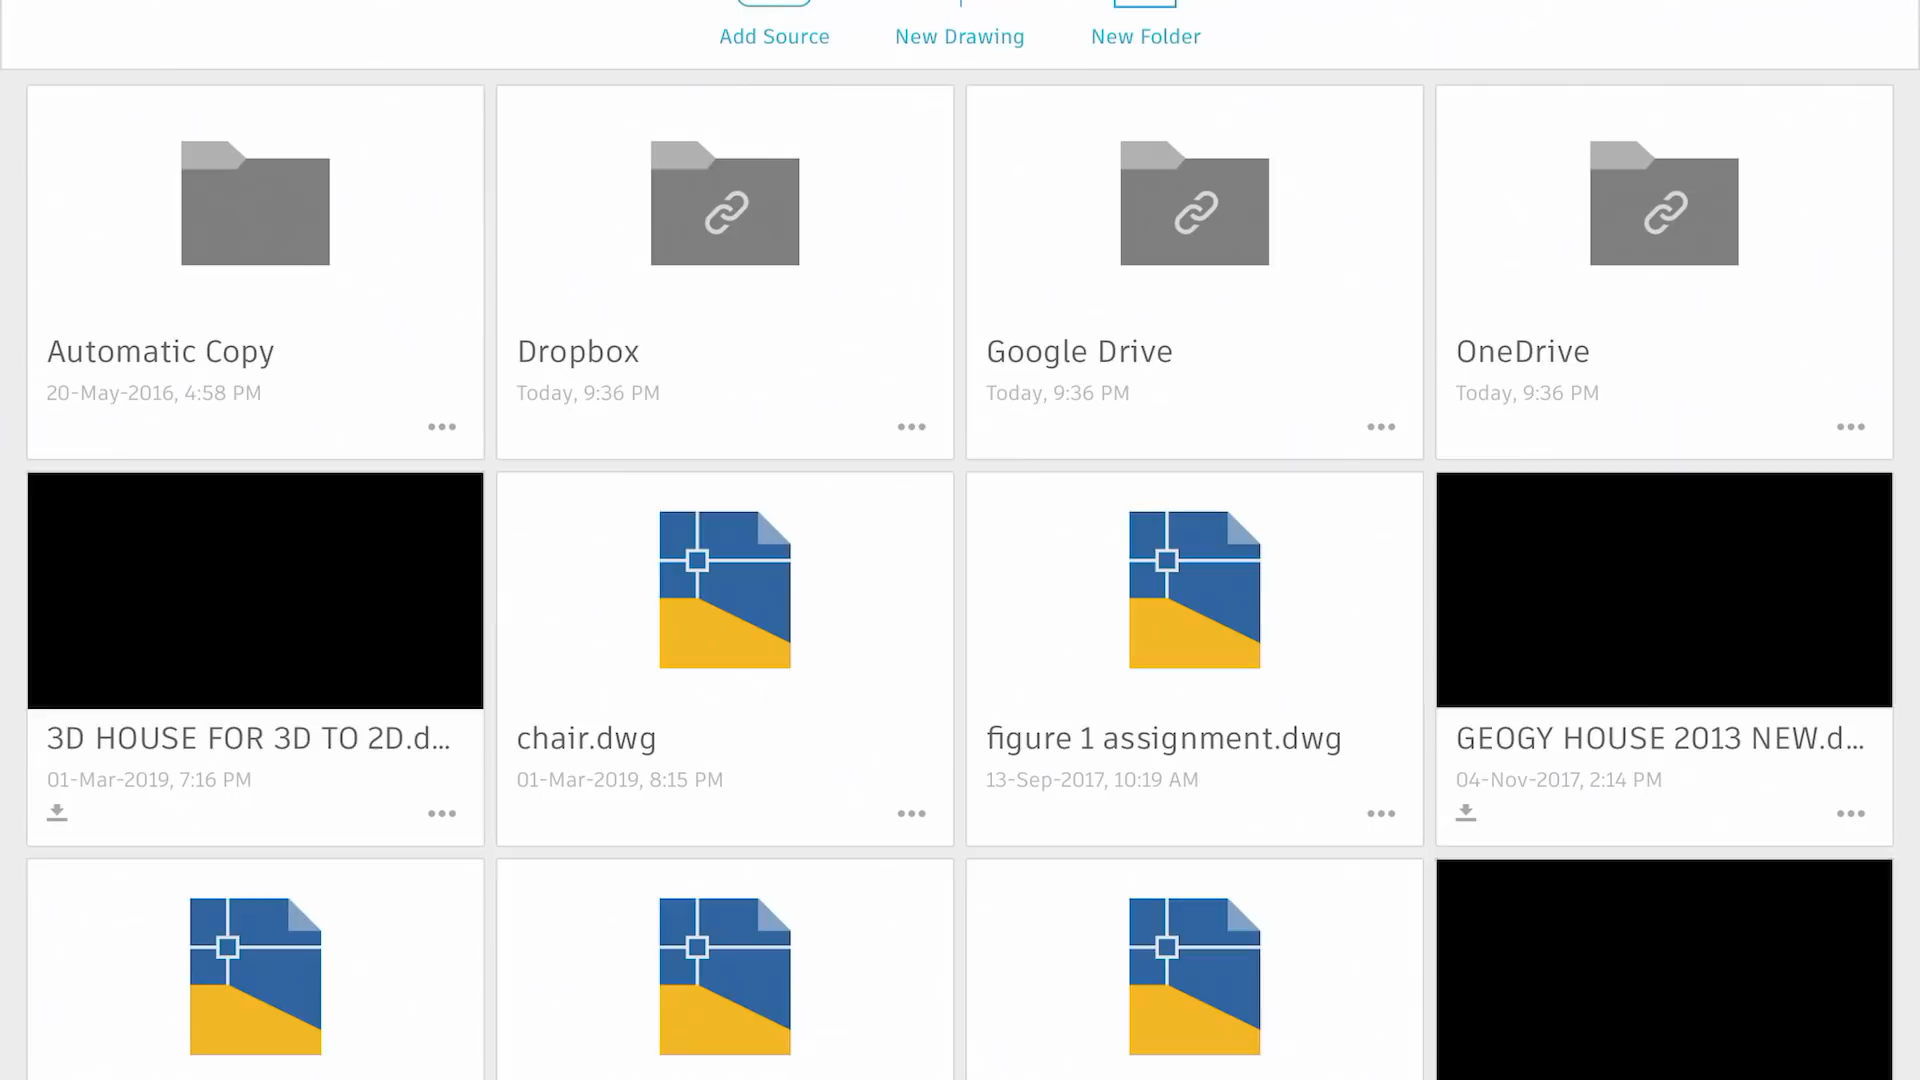 Add Source
New Drawing
New Folder
Automatic Copy
20-May-2016, 4:58 PM
Dropbox
Today, 9:36 PM
Google Drive
Today, 9:36 PM
OneDrive
Today, 9:36 PM
3D HOUSE FOR 3D TO 2D.d...
01-Mar-2019, 7:16 PM
chair.dwg
01-Mar-2019, 8:15 PM
figure 1 assignment.dwg
13-Sep-2017, 10:19 AM
GEOGY HOUSE 2013 NEW.d...
04-Nov-2017, 2:14 PM